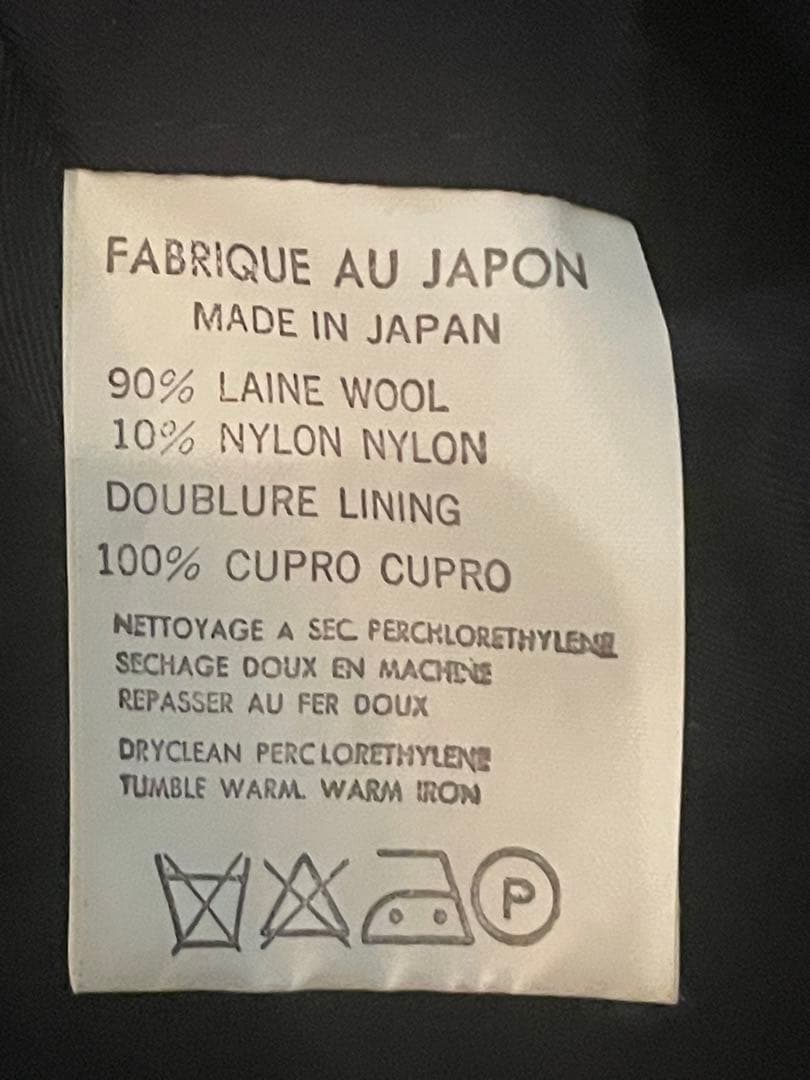 FABRIQUE AU JAPON
MADE IN JAPAN
90% LAINE WOOL
10% NYLON NYLON
DOUBLURE LINING
100% CUPRO CUPRO
NETTOYAGE A SEC PERCHLORETHYLENE
SECHAGE DOUX EN MACHINE
REPASSER AU FER DOUX
DRYCLEAN PERCLORETHYLENE
TUMBLE WARM. WARM IRON
P